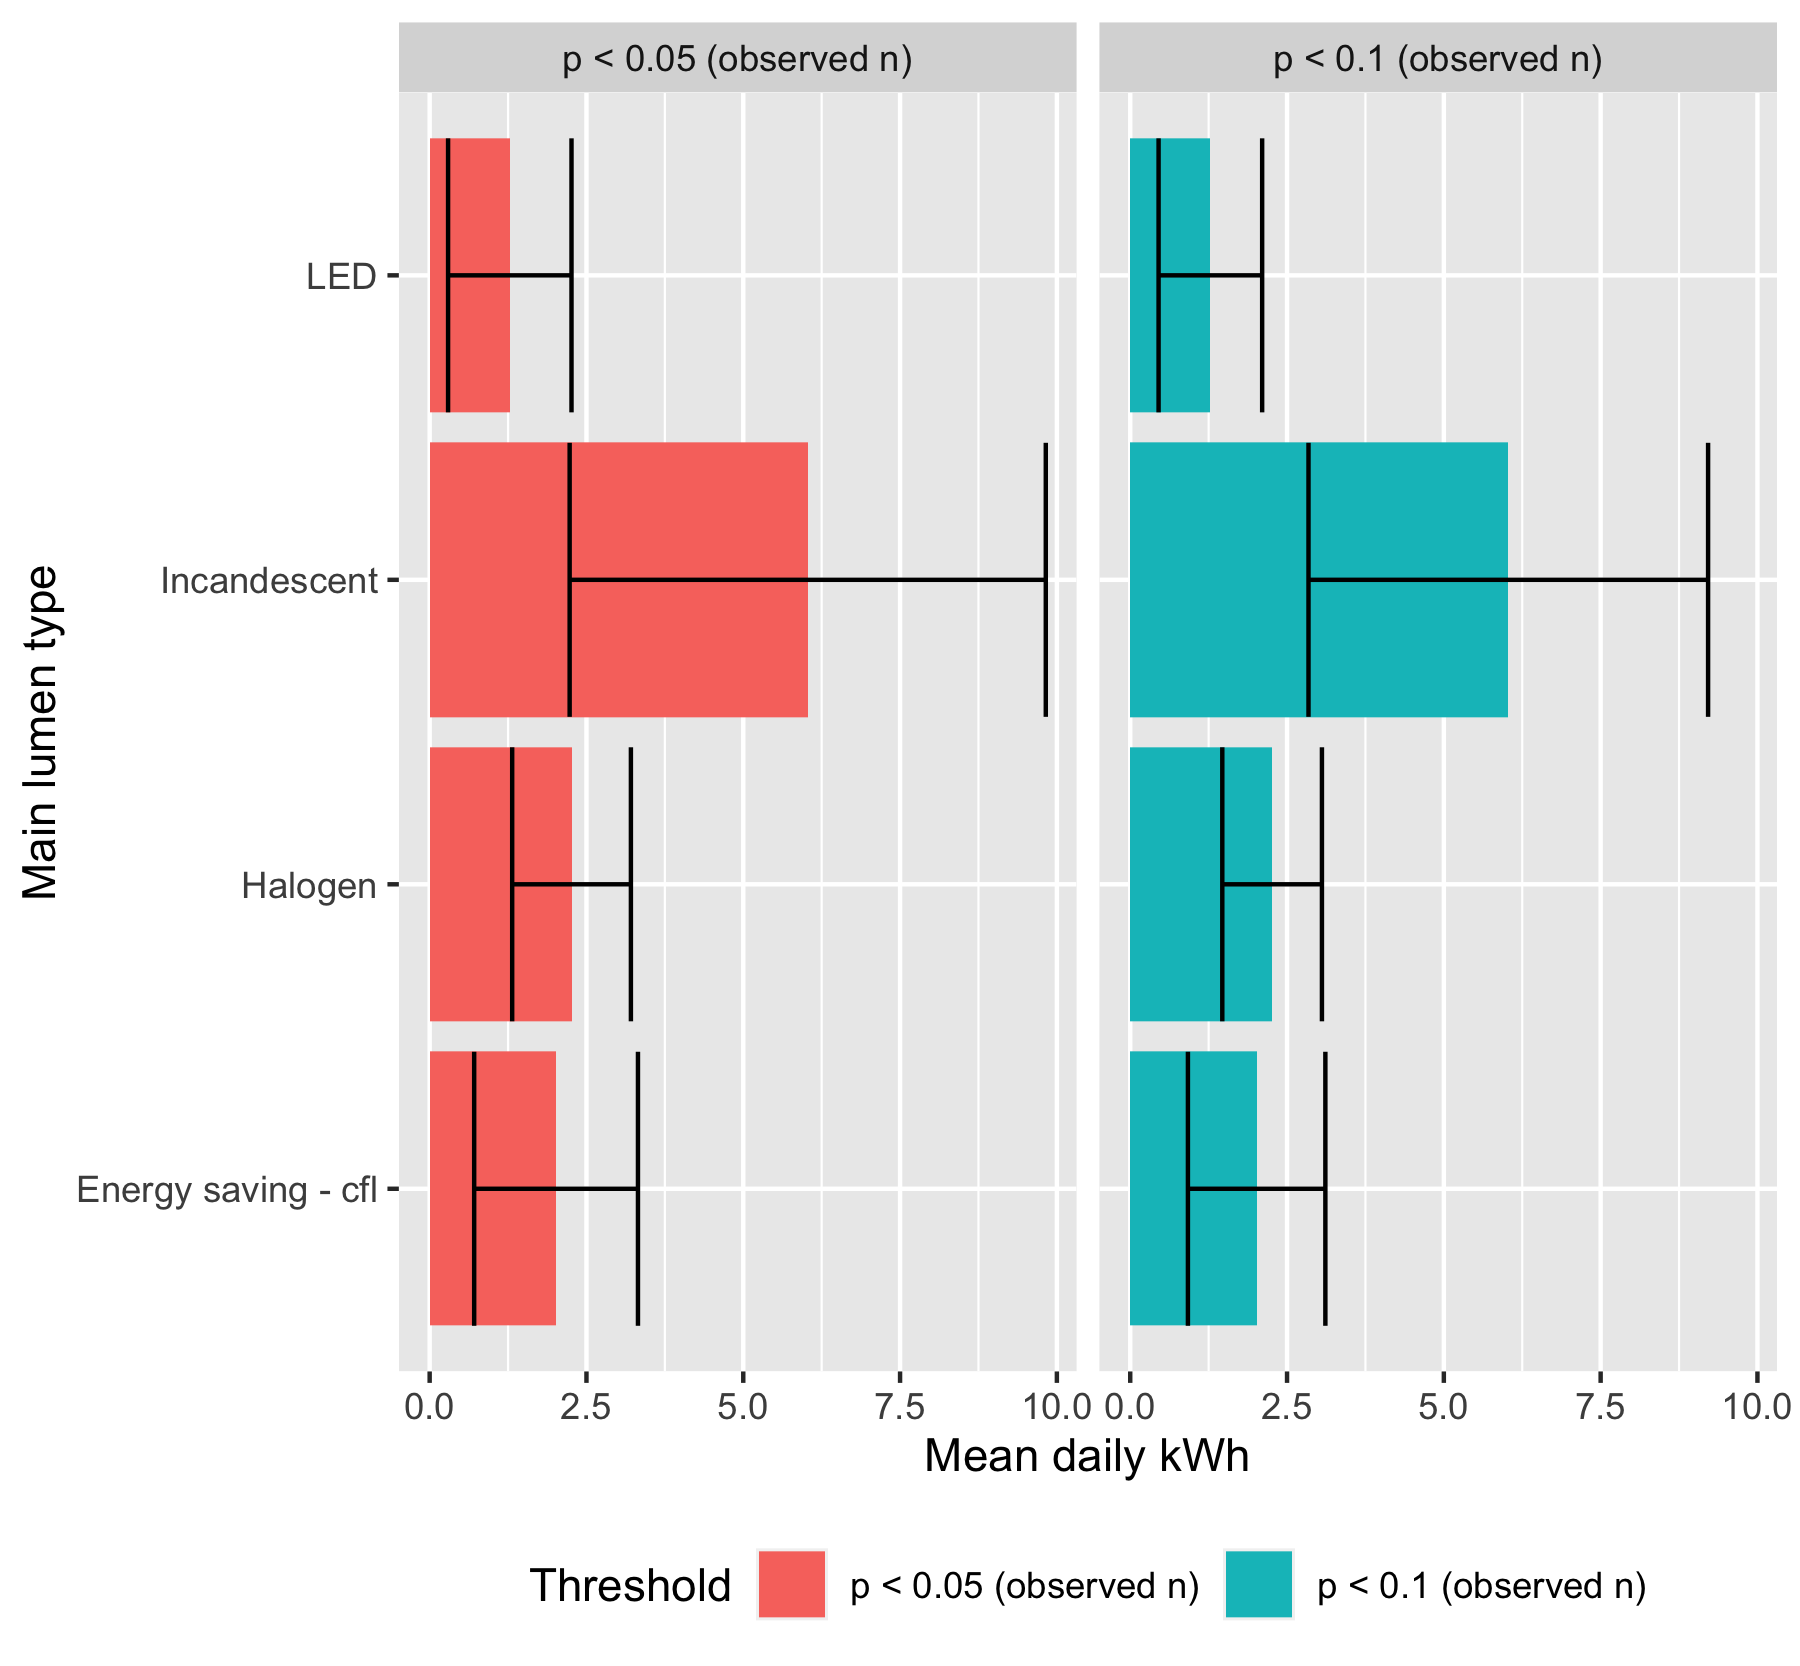 p < 0.05 (observed n)
p < 0.1 (observed n)
Main lumen type
LED
Incandescent
Halogen
Energy saving - cfl
0.0 2.5 5.0 7.5 10.0
0.0 2.5 5.0 7.5 10.0
Mean daily kWh
Threshold p < 0.05 (observed n) p < 0.1 (observed n)